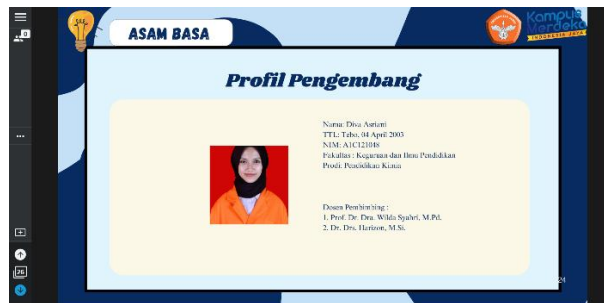 ASAM BASA
Kampus
Merdeka
INDONESIA JAYA
Profil Pengembang
Nama: Diva Asriani
TTL: Tebo, 04 April 2003
NIM: A1C121048
Fakultas : Keguruan dan Ilmu Pendidikan
Prodi: Pendidikan Kimia
Dosen Pembimbing :
1. Prof. Dr. Dra. Wilda Syahri, M.Pd.
2. Dr. Drs. Harizon, M.Si.
24
0
26